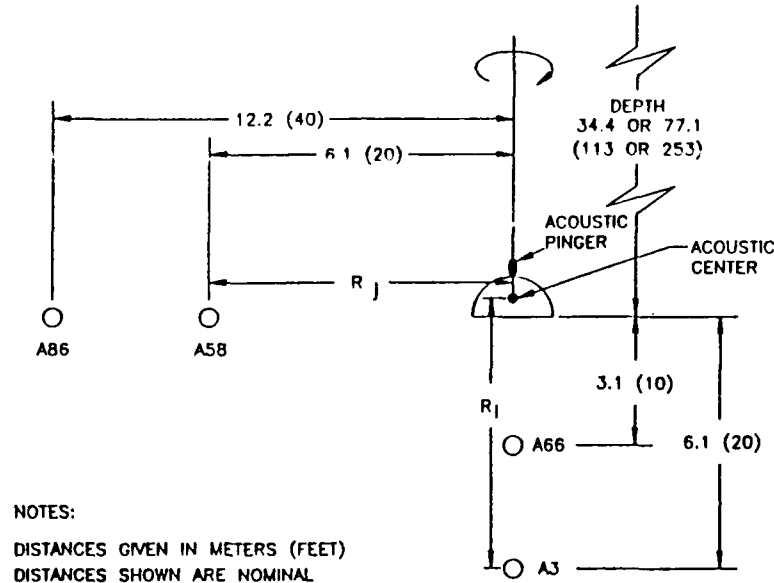 12.2 (40)
6.1 (20)
DEPTH
34.4 OR 77.1
(113 OR 253)
ACOUSTIC
PINGER
ACOUSTIC
CENTER
R J
A86
A58
3.1 (10)
R I
A66
6.1 (20)
NOTES:
DISTANCES GIVEN IN METERS (FEET)
DISTANCES SHOWN ARE NOMINAL
A3